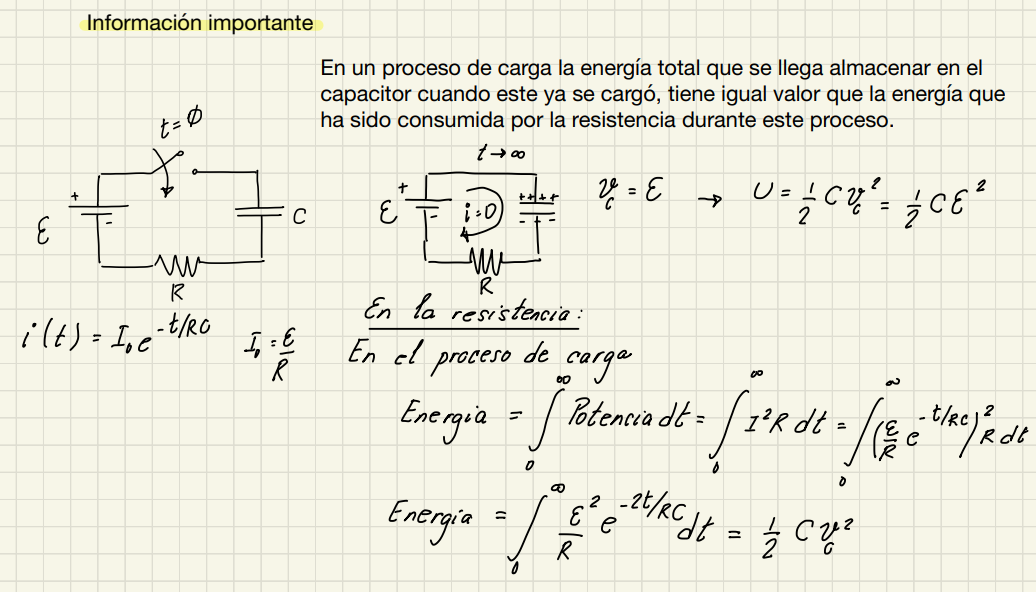 Información importante
En un proceso de carga la energía total que se llega almacenar en el
capacitor cuando este ya se cargó, tiene igual valor que la energía que
ha sido consumida por la resistencia durante este proceso.
t=∅
t→∞
+
ε
C
R
+
ε
i=0
++++
- - -
R
v_c = ε → U = 1/2 C v_c² = 1/2 C ε²
i(t) = I₀ e^(-t/RC) I₀ = ε/R
En la resistencia:
En el proceso de carga
Energia = ∫₀^∞ Potencia dt = ∫₀^∞ I²R dt = ∫₀^∞ (ε/R e^(-t/RC))² R dt
Energia = ∫₀^∞ ε²/R e^(-2t/RC) dt = 1/2 C v_c²